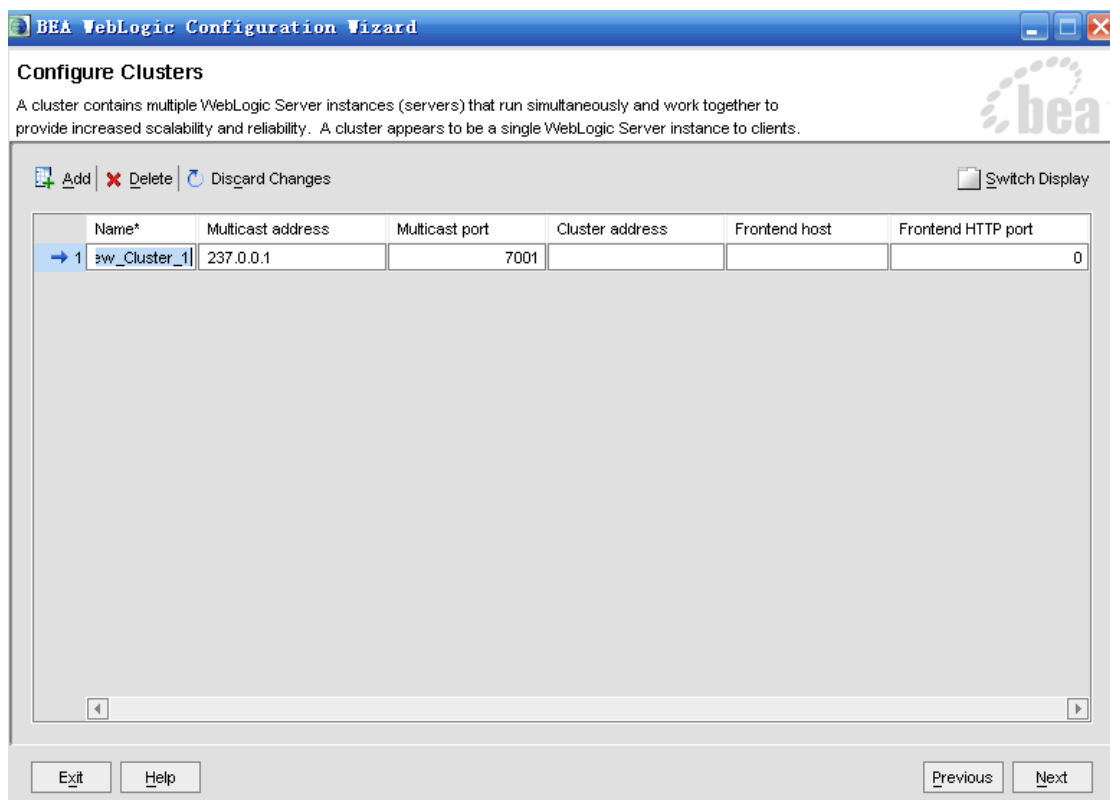 BEA WebLogic Configuration Wizard
Configure Clusters
A cluster contains multiple WebLogic Server instances (servers) that run simultaneously and work together to
provide increased scalability and reliability. A cluster appears to be a single WebLogic Server instance to clients.
bea
Add Delete Discard Changes Switch Display
Name* Multicast address Multicast port Cluster address Frontend host Frontend HTTP port
1 ew_Cluster_1 237.0.0.1 7001 0
Exit Help Previous Next